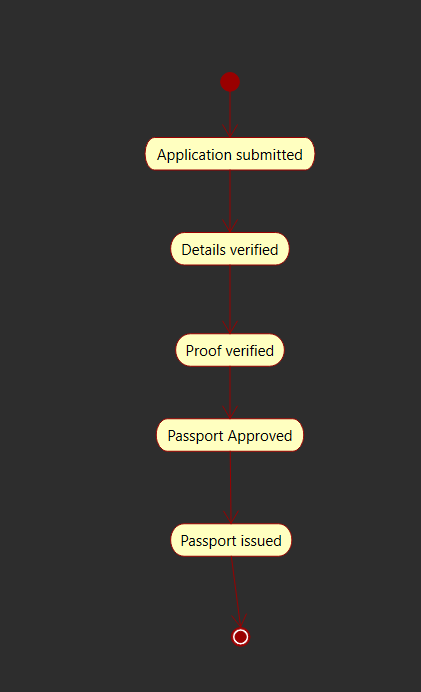 Application submitted
Details verified
Proof verified
Passport Approved
Passport issued